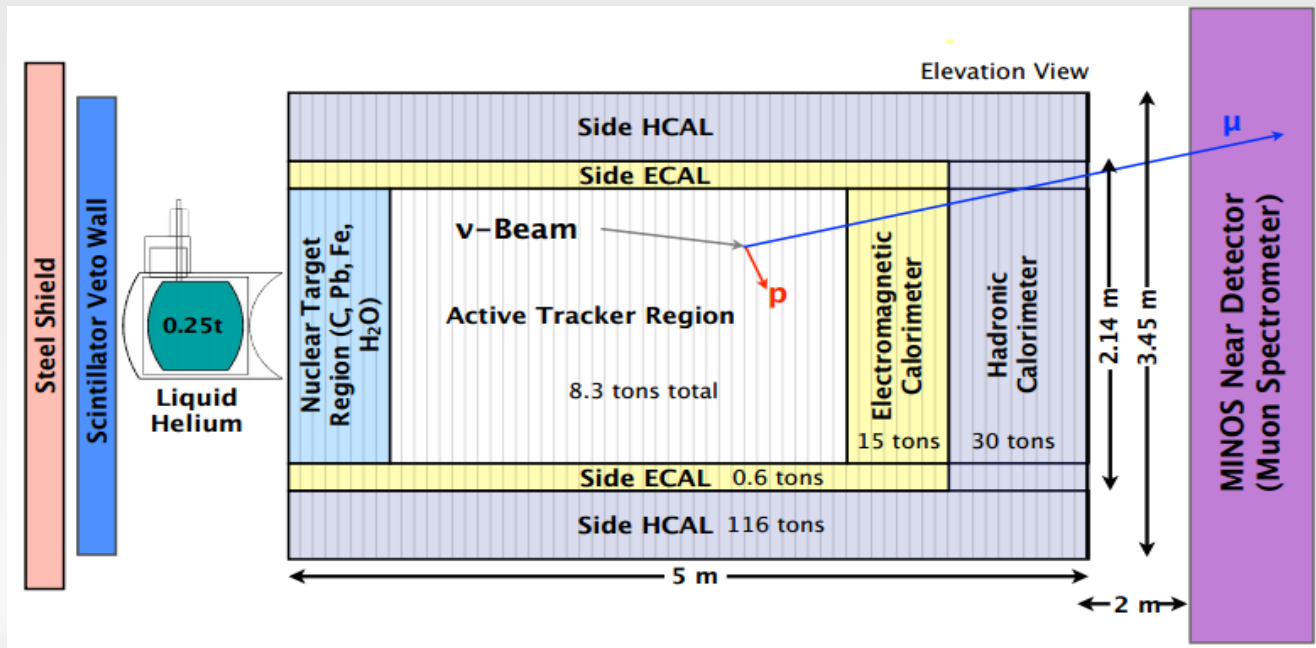 Elevation View
Steel Shield
Scintillator Veto Wall
0.25t
Liquid
Helium
Side HCAL
Side ECAL
Nuclear Target
Region (C, Pb, Fe,
H₂O)
ν-Beam
p
μ
Active Tracker Region
8.3 tons total
Electromagnetic
Calorimeter
15 tons
Hadronic
Calorimeter
30 tons
Side ECAL 0.6 tons
Side HCAL 116 tons
5 m
2 m
2.14 m
3.45 m
MINOS Near Detector
(Muon Spectrometer)